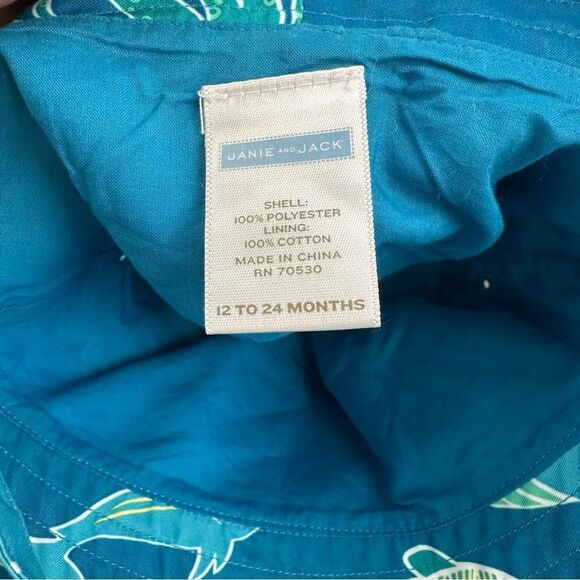 JANIE AND JACK
SHELL:
100% POLYESTER
LINING:
100% COTTON
MADE IN CHINA
RN 70530
12 TO 24 MONTHS